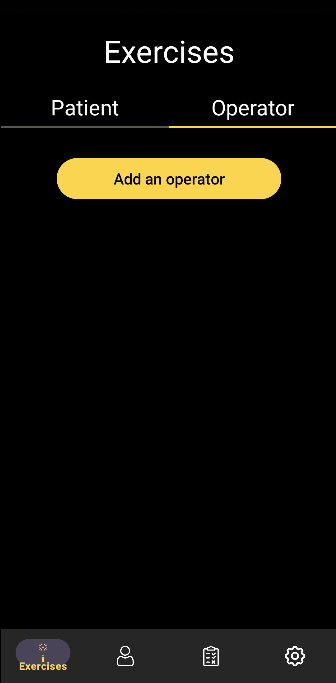 Exercises
Patient
Operator
Add an operator
Exercises